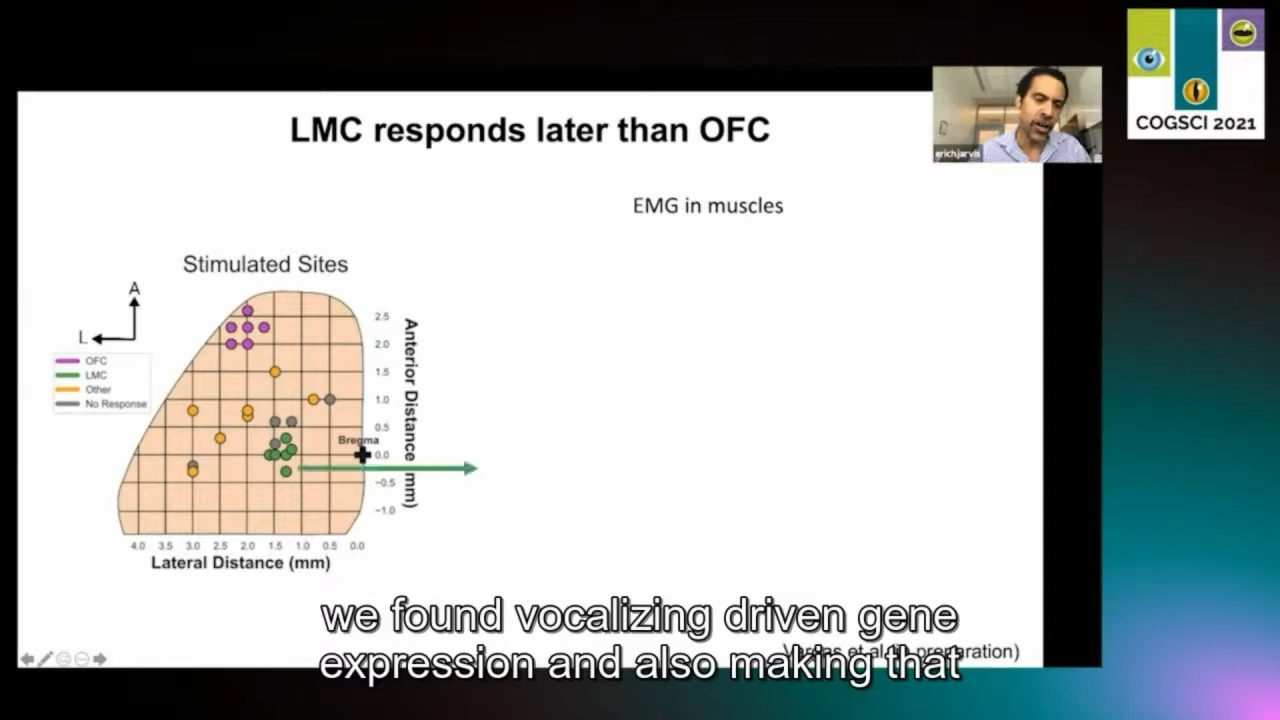 LMC responds later than OFC
erichjarvis
COGSCI 2021
EMG in muscles
Stimulated Sites
A
L
OFC
LMC
Other
No Response
2.5
2.0
1.5
1.0
0.5
Bregma
0.0
−0.5
−1.0
Anterior Distance mm)
4.0 3.5 3.0 2.5 2.0 1.5 1.0 0.5 0.0
Lateral Distance (mm)
we found vocalizing driven gene
expression and also making that
preparation)